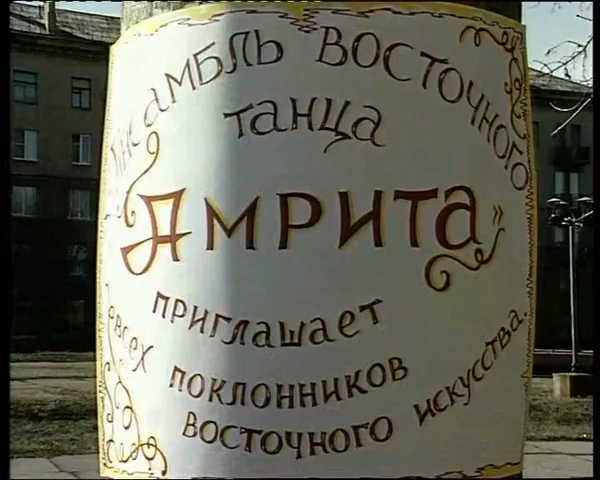 Ансамбль восточного
танца
Амрита»
приглашает
всех поклонников
восточного искусства.